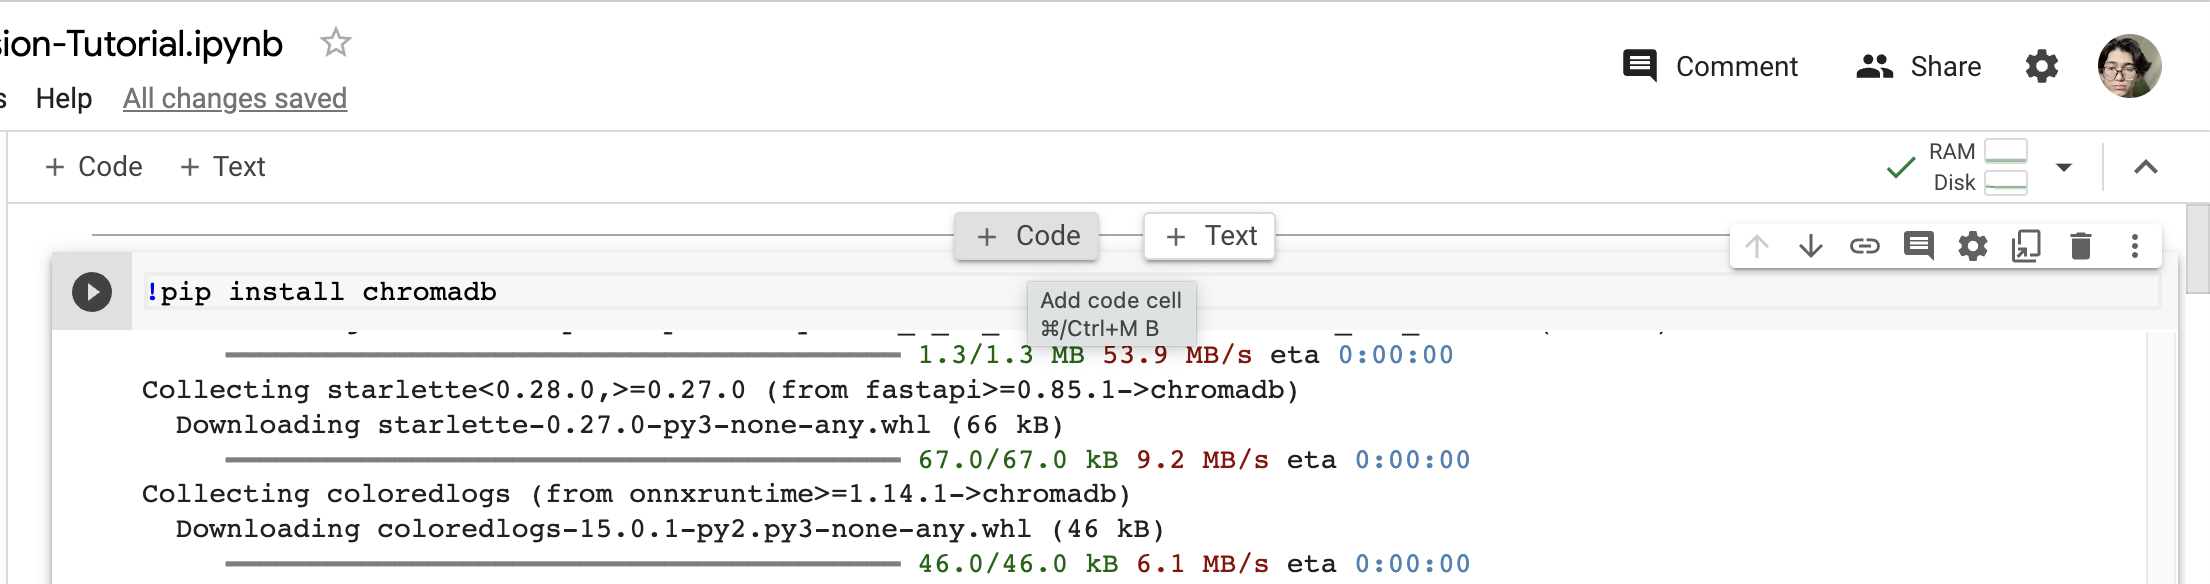 sion-Tutorial.ipynb
s Help All changes saved
Comment Share
+ Code + Text
RAM
Disk
+ Code + Text
!pip install chromadb
Add code cell
⌘/Ctrl+M B
1.3/1.3 MB 53.9 MB/s eta 0:00:00
Collecting starlette<0.28.0,>=0.27.0 (from fastapi>=0.85.1->chromadb)
Downloading starlette-0.27.0-py3-none-any.whl (66 kB)
67.0/67.0 kB 9.2 MB/s eta 0:00:00
Collecting coloredlogs (from onnxruntime>=1.14.1->chromadb)
Downloading coloredlogs-15.0.1-py2.py3-none-any.whl (46 kB)
46.0/46.0 kB 6.1 MB/s eta 0:00:00